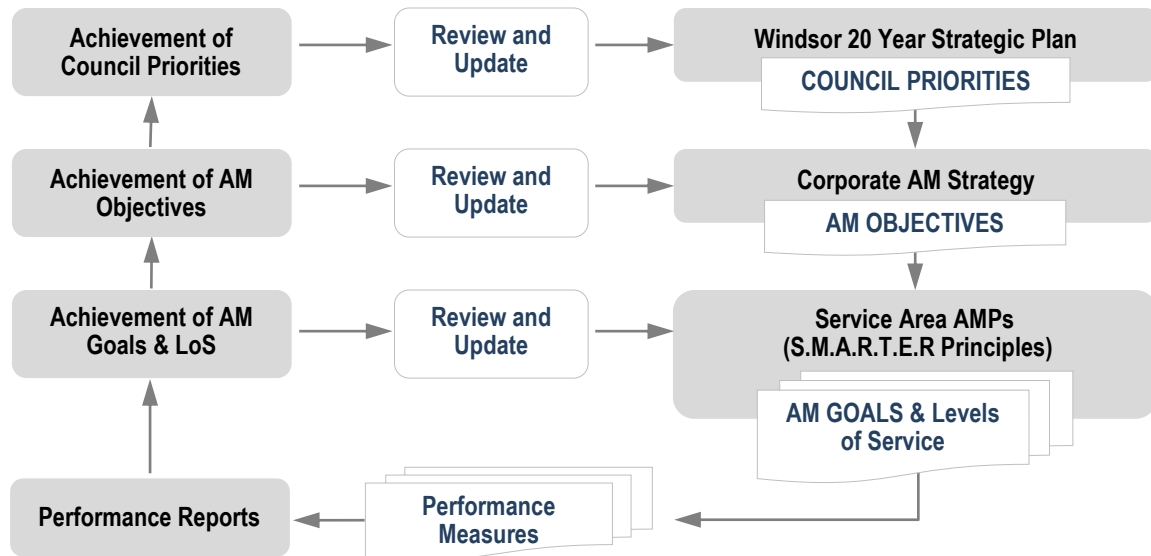 Achievement of
Council Priorities
Review and
Update
Windsor 20 Year Strategic Plan
COUNCIL PRIORITIES
Achievement of AM
Objectives
Review and
Update
Corporate AM Strategy
AM OBJECTIVES
Achievement of AM
Goals & LoS
Review and
Update
Service Area AMPs
(S.M.A.R.T.E.R Principles)
AM GOALS & Levels
of Service
Performance Reports
Performance
Measures